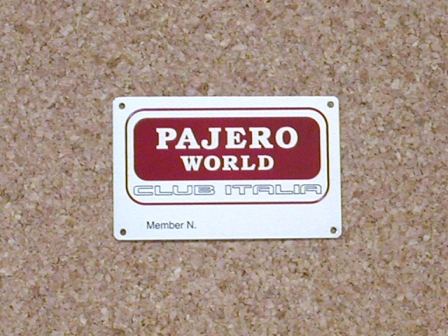 PAJERO
WORLD
CLUB ITALIA
Member N.